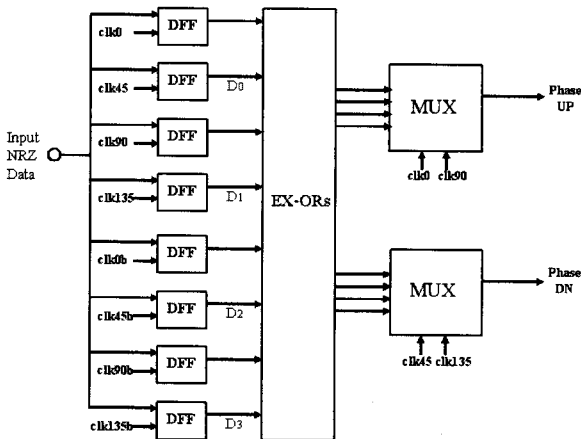 Input
NRZ
Data
clk0
DFF
clk45
DFF
D0
clk90
DFF
clk135
DFF
D1
clk0b
DFF
clk45b
DFF
D2
clk90b
DFF
clk135b
DFF
D3
EX-ORs
MUX
clk0 clk90
Phase
UP
MUX
clk45 clk135
Phase
DN